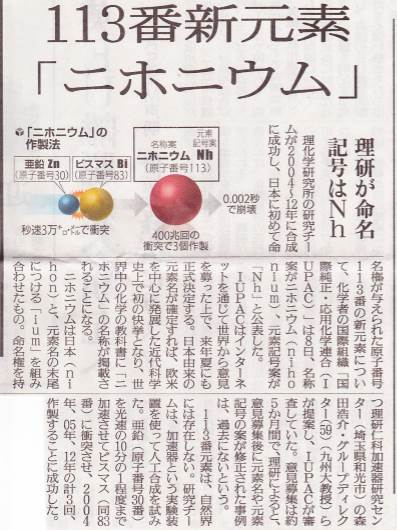 113番新元素
「ニホニウム」
理研が命名
記号はNh
「ニホニウム」の
作製法
亜鉛 Zn
(原子番号30)
ビスマス Bi
(原子番号83)
秒速3万キロ・メートルで衝突
名称案
元素
記号案
ニホニウム Nh
(原子番号113)
400兆回の
衝突で3個作製
0.002秒
で崩壊
理化学研究所の研究チー
ムが2004〜12年に合成
に成功し、日本に初めて命
名権が与えられた原子番号
113番の新元素につい
て、化学者の国際組織「国
際純正・応用化学連合(I
UPAC)」は8日、名称
案がニホニウム(niho
nium)、元素記号案が
「Nh」と公表した。
IUPACはインターネ
ットを通じて世界から意見
を募った上で、来年夏にも
正式決定する。日本由来の
元素名が確定すれば、欧米
を中心に発展した近代科学
史上で初の快挙となり、世
界中の化学の教科書に「ニ
ホニウム」の名称が掲載さ
れることになる。
ニホニウムは日本(ni
hon)と、元素名の末尾
につける「ium」を組み
合わせたもの。命名権を持
つ理研仁科加速器研究セン
ター(埼玉県和光市)の森
田浩介・グループディレク
ター(59)(九州大教授)ら
が提案し、IUPACが審
査していた。意見募集は
5か月間で、理研によると、
意見募集後に元素名や元素
記号の案が修正された事例
は、過去にないという。
113番元素は、自然界
には存在しない。研究チー
ムは、加速器という実験装
置を使って人工合成を試み
た。亜鉛(原子番号30番)
を光速の10分の1程度まで
加速させてビスマス(同83
番)に衝突させ、2004
年、05年、12年の計3回、
作製することに成功した。